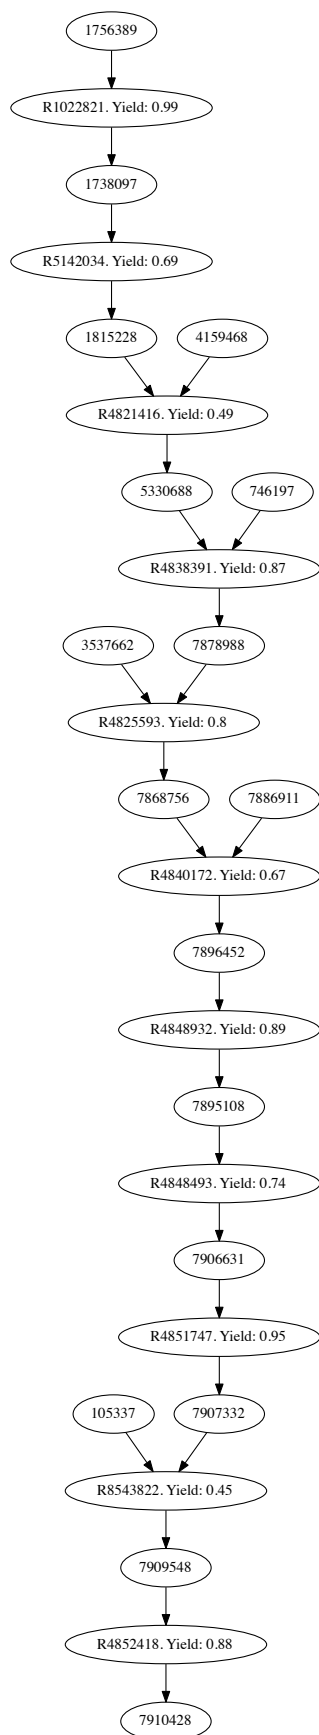 1756389
R1022821. Yield: 0.99
1738097
R5142034. Yield: 0.69
1815228
4159468
R4821416. Yield: 0.49
5330688
746197
R4838391. Yield: 0.87
3537662
7878988
R4825593. Yield: 0.8
7868756
7886911
R4840172. Yield: 0.67
7896452
R4848932. Yield: 0.89
7895108
R4848493. Yield: 0.74
7906631
R4851747. Yield: 0.95
105337
7907332
R8543822. Yield: 0.45
7909548
R4852418. Yield: 0.88
7910428